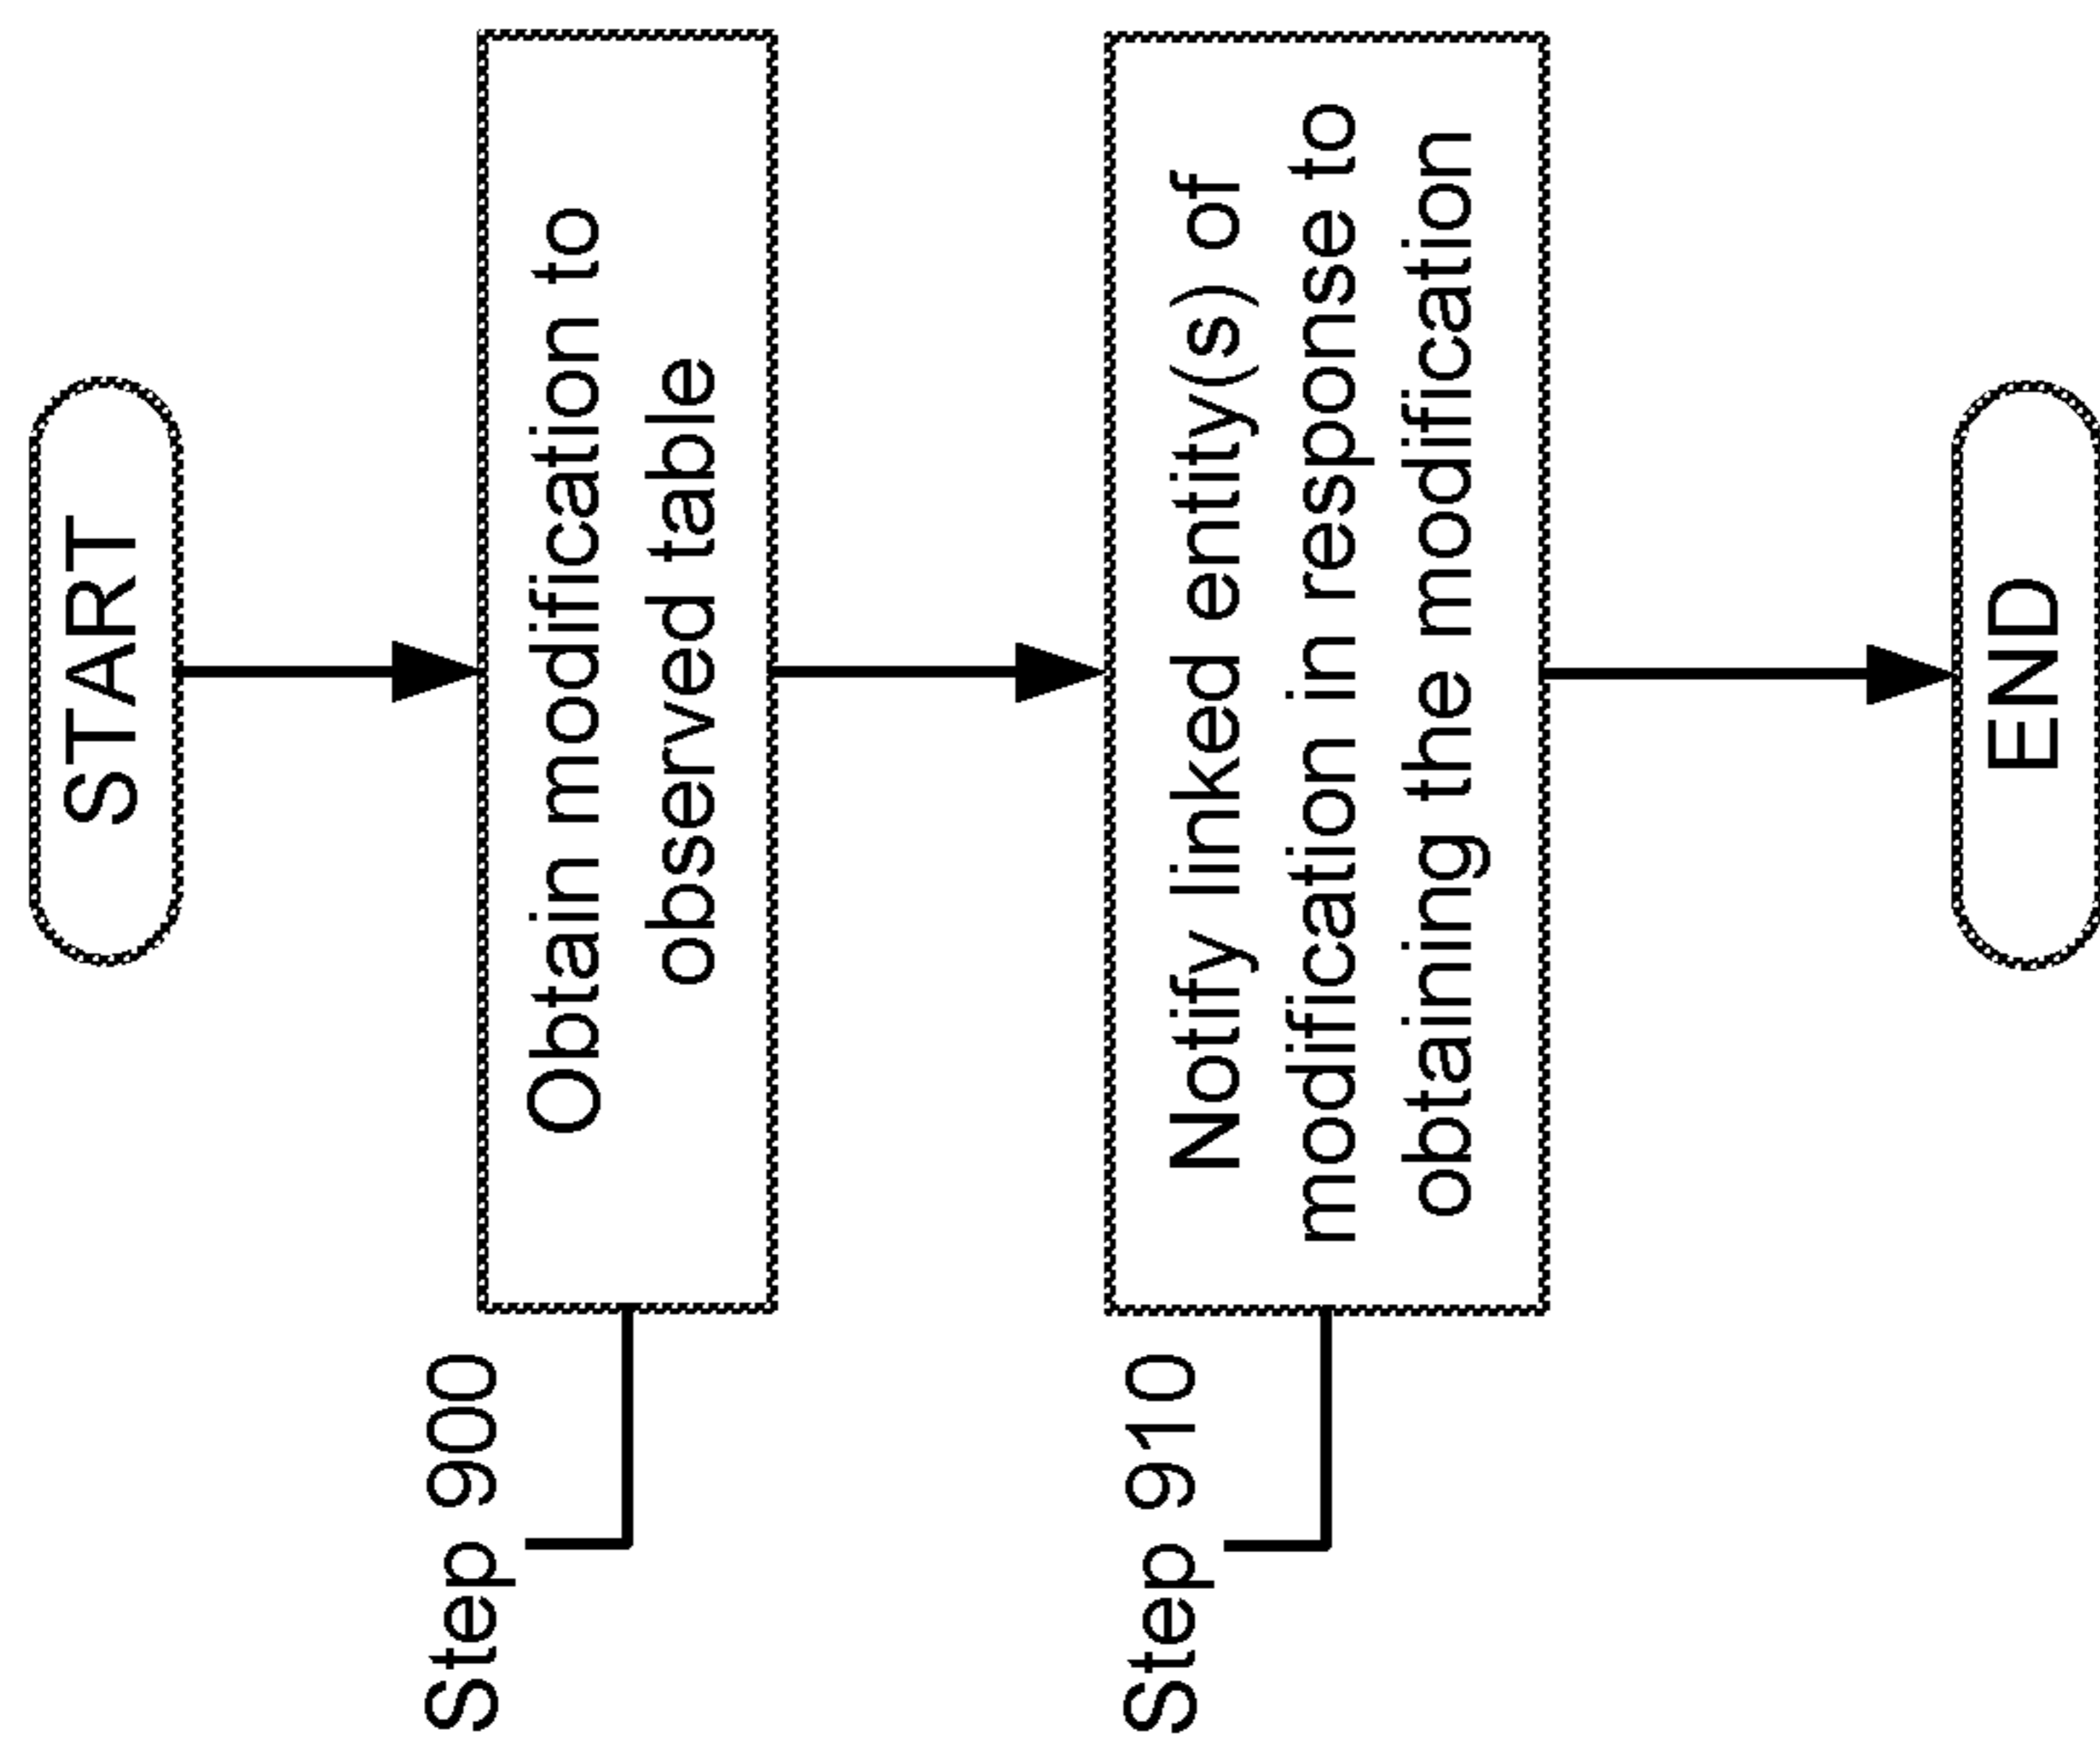 START
Step 900
Obtain modification to
observed table
Step 910
Notify linked entity(s) of
modification in response to
obtaining the modification
END